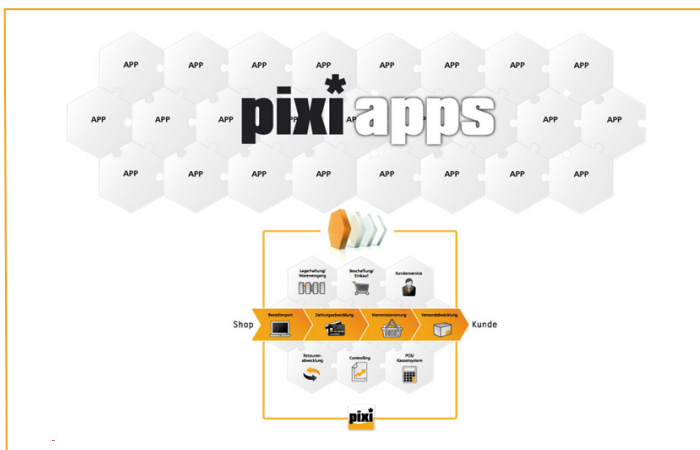 APP APP APP APP APP APP APP APP
APP APP APP APP APP
pixi* apps
APP APP APP APP APP APP APP APP
Lagerhaltung/
Wareneingang
Beschaffung/
Einkauf
Kundenservice
Shop
Bestellimport
Zahlungsabwicklung
Kommissionierung
Versandabwicklung
Kunde
Retouren-
abwicklung
Controlling
POS/
Kassensystem
pixi*